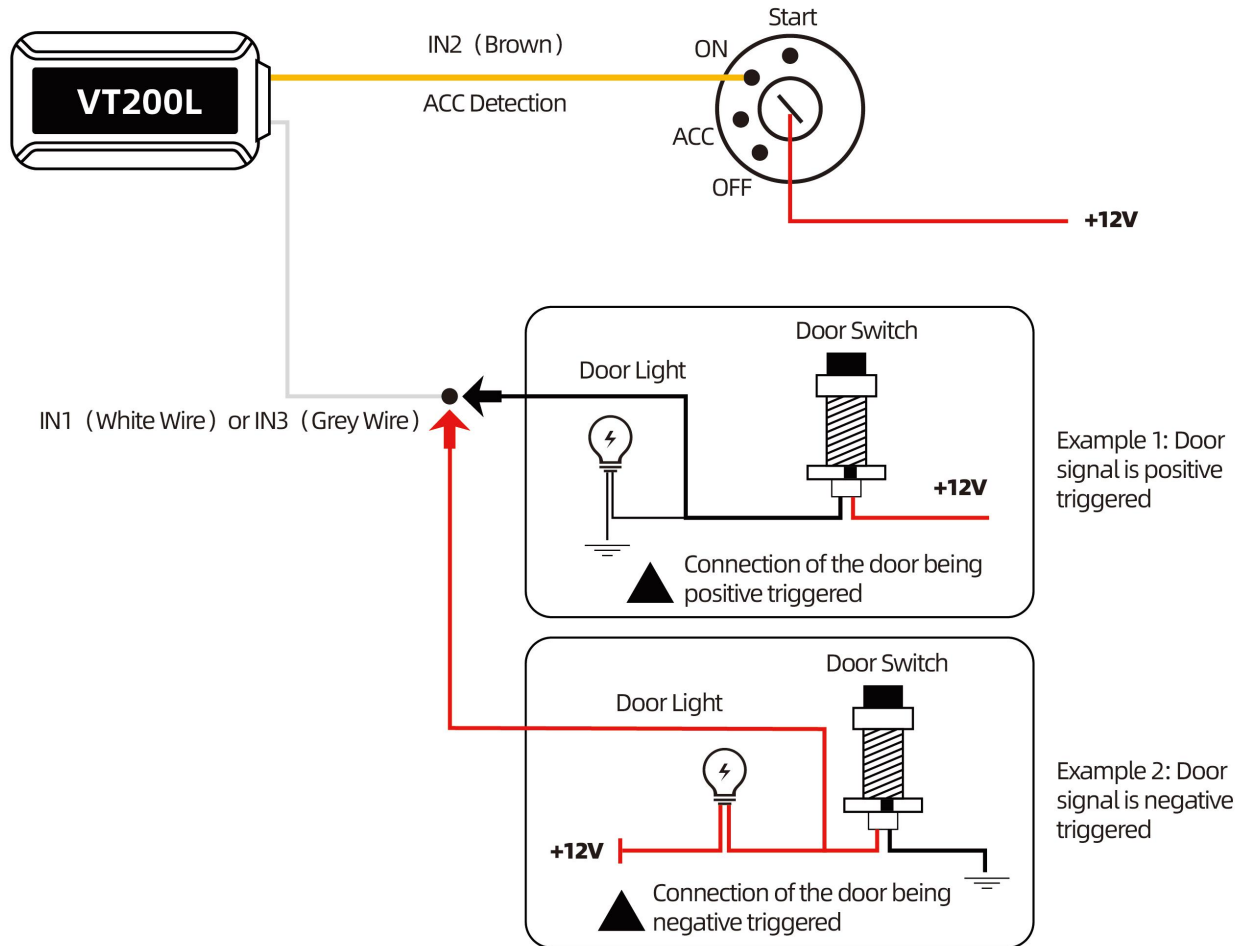 Start
ON
IN2（Brown）
VT200L
ACC Detection
ACC
OFF
+12V
Door Switch
Door Light
IN1（White Wire）or IN3（Grey Wire）
Example 1: Door
signal is positive
triggered
+12V
Connection of the door being
positive triggered
Door Switch
Door Light
Example 2: Door
signal is negative
triggered
+12V
Connection of the door being
negative triggered